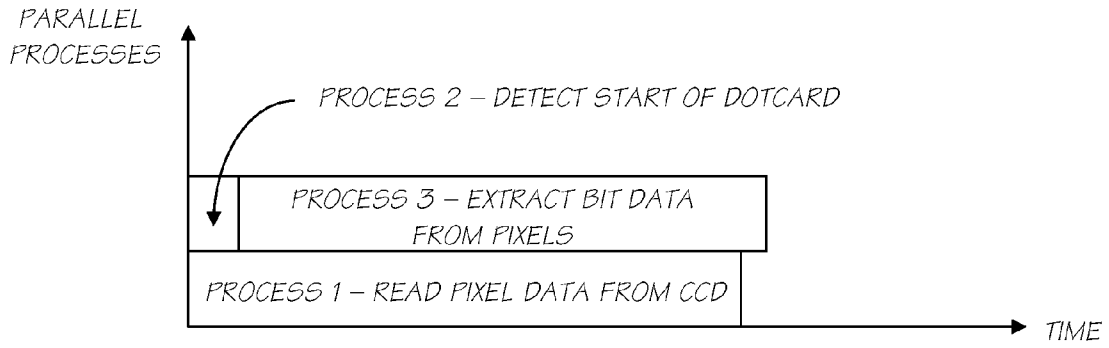 PARALLEL
PROCESSES
PROCESS 2 – DETECT START OF DOTCARD
PROCESS 3 – EXTRACT BIT DATA
FROM PIXELS
PROCESS 1 – READ PIXEL DATA FROM CCD
TIME